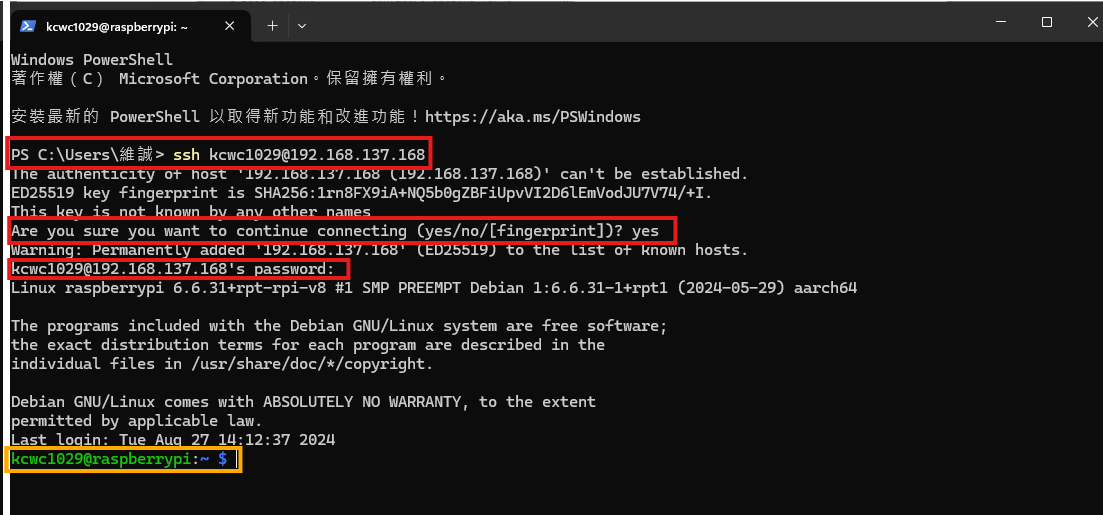 kcwc1029@raspberrypi: ~
Windows PowerShell
著作權（C） Microsoft Corporation。保留擁有權利。
安裝最新的 PowerShell 以取得新功能和改進功能！https://aka.ms/PSWindows
PS C:\Users\維誠> ssh kcwc1029@192.168.137.168
The authenticity of host '192.168.137.168 (192.168.137.168)' can't be established.
ED25519 key fingerprint is SHA256:1rn8FX9iA+NQ5b0gZBFiUpvVI2D6lEmVodJU7V74/+I.
This key is not known by any other names
Are you sure you want to continue connecting (yes/no/[fingerprint])? yes
Warning: Permanently added '192.168.137.168' (ED25519) to the list of known hosts.
kcwc1029@192.168.137.168's password:
Linux raspberrypi 6.6.31+rpt-rpi-v8 #1 SMP PREEMPT Debian 1:6.6.31-1+rpt1 (2024-05-29) aarch64
The programs included with the Debian GNU/Linux system are free software;
the exact distribution terms for each program are described in the
individual files in /usr/share/doc/*/copyright.
Debian GNU/Linux comes with ABSOLUTELY NO WARRANTY, to the extent
permitted by applicable law.
Last login: Tue Aug 27 14:12:37 2024
kcwc1029@raspberrypi:~ $